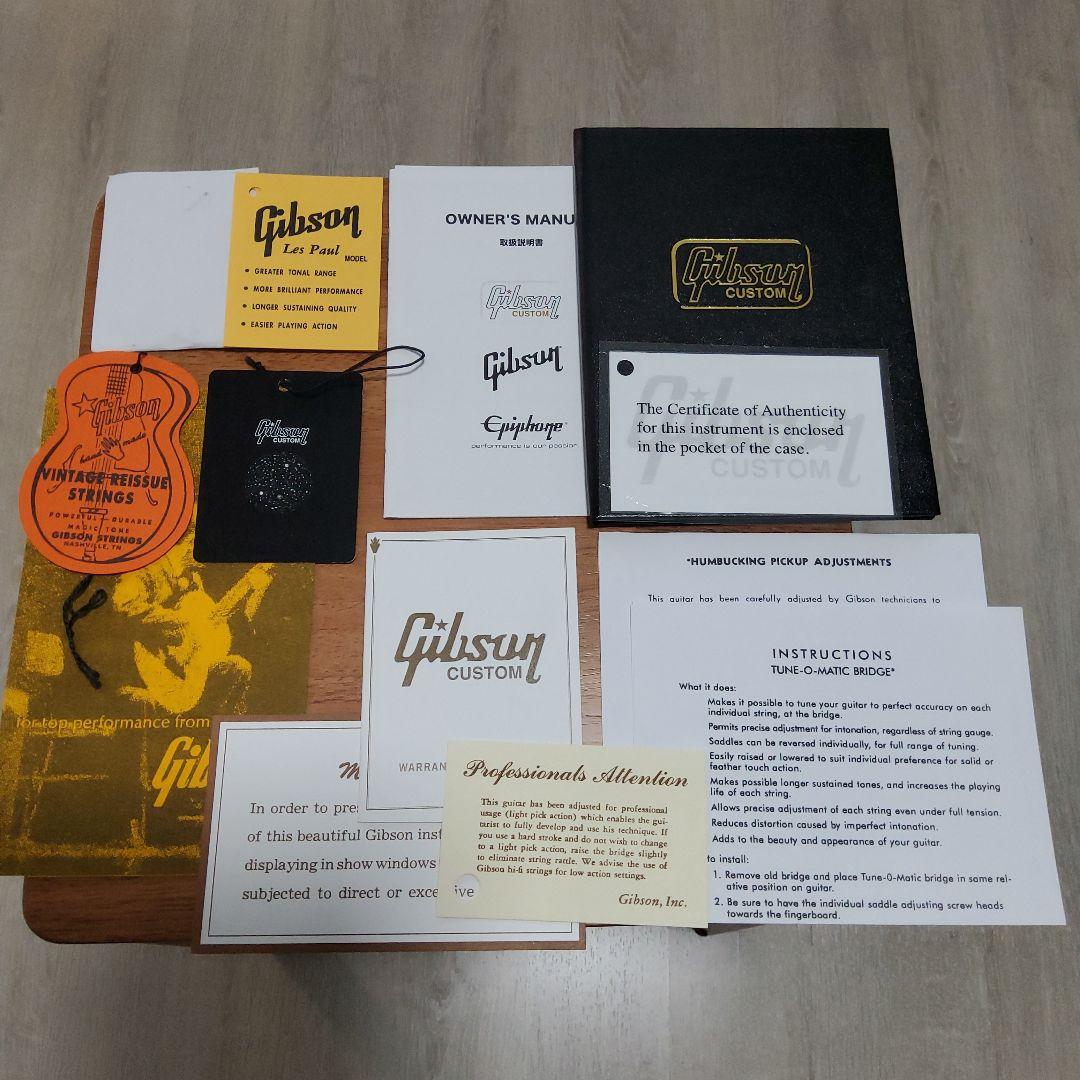 Gibson
Les Paul
MODEL
• GREATER TONAL RANGE
• MORE BRILLIANT PERFORMANCE
• LONGER SUSTAINING QUALITY
• EASIER PLAYING ACTION
OWNER'S MANU
取扱説明書
Gibson
CUSTOM
Gibson
Epiphone
performance is our passion
Gibson
CUSTOM
The Certificate of Authenticity
for this instrument is enclosed
in the pocket of the case.
CUSTOM
Gibson
hand made
VINTAGE REISSUE
STRINGS
POWERFUL — DURABLE
MAGIC TONE
GIBSON STRINGS
NASHVILLE, TN
Gibson
CUSTOM
for top performance from
Gib
Gibson
CUSTOM
WARRAN
In order to pres
of this beautiful Gibson inst
displaying in show windows
subjected to direct or exce ive
Professionals Attention
This guitar has been adjusted for professional
usage (light pick action) which enables the gui-
tarist to fully develop and use his technique. If
you use a hard stroke and do not wish to change
to a light pick action, raise the bridge slightly
to eliminate string rattle. We advise the use of
Gibson hi-fi strings for low action settings.
Gibson, Inc.
*HUMBUCKING PICKUP ADJUSTMENTS
This guitar has been carefully adjusted by Gibson technicians to
INSTRUCTIONS
TUNE-O-MATIC BRIDGE*
What it does:
Makes it possible to tune your guitar to perfect accuracy on each
individual string, at the bridge.
Permits precise adjustment for intonation, regardless of string gauge.
Saddles can be reversed individually, for full range of tuning.
Easily raised or lowered to suit individual preference for solid or
feather touch action.
Makes possible longer sustained tones, and increases the playing
life of each string.
Allows precise adjustment of each string even under full tension.
Reduces distortion caused by imperfect intonation.
Adds to the beauty and appearance of your guitar.
to install:
1. Remove old bridge and place Tune-O-Matic bridge in same rel-
ative position on guitar.
2. Be sure to have the individual saddle adjusting screw heads
towards the fingerboard.